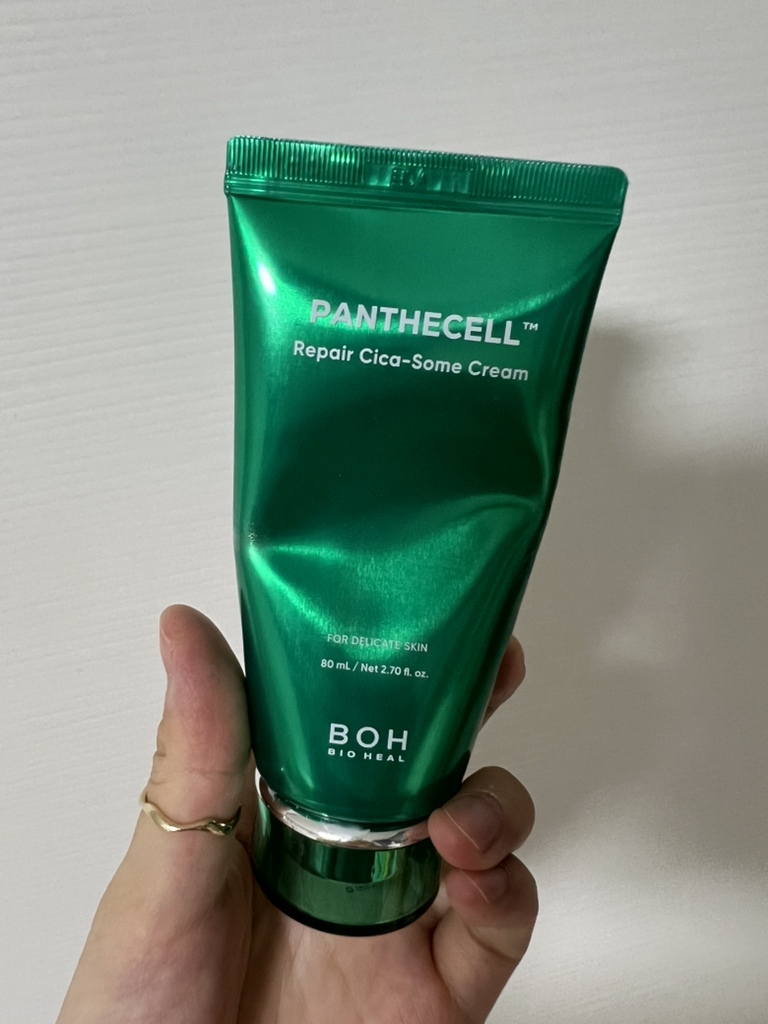 PANTHECELL™
Repair Cica-Some Cream
FOR DELICATE SKIN
80 mL / Net 2.70 fl. oz.
BOH
BIO HEAL